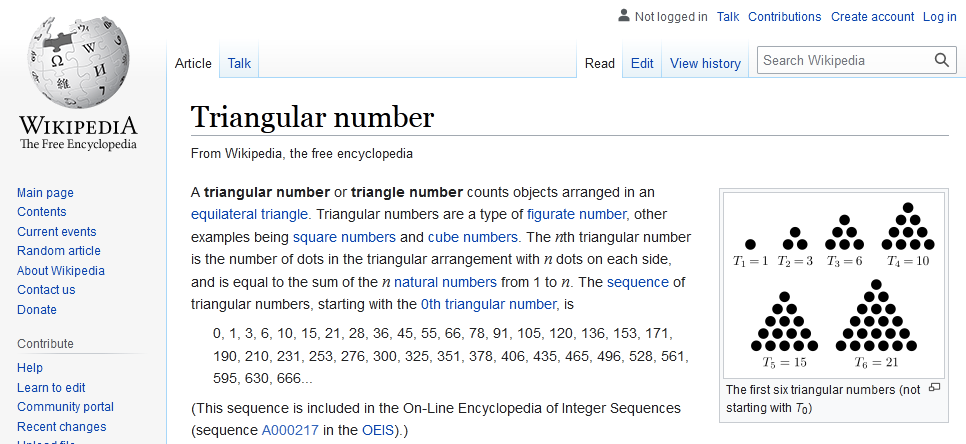 Not logged in Talk Contributions Create account Log in
Article Talk Read Edit View history Search Wikipedia
WIKIPEDIA
The Free Encyclopedia
Triangular number
From Wikipedia, the free encyclopedia
Main page
Contents
Current events
Random article
About Wikipedia
Contact us
Donate
Contribute
Help
Learn to edit
Community portal
Recent changes
Upload file
A triangular number or triangle number counts objects arranged in an
equilateral triangle. Triangular numbers are a type of figurate number, other
examples being square numbers and cube numbers. The nth triangular number
is the number of dots in the triangular arrangement with n dots on each side,
and is equal to the sum of the n natural numbers from 1 to n. The sequence of
triangular numbers, starting with the 0th triangular number, is
0, 1, 3, 6, 10, 15, 21, 28, 36, 45, 55, 66, 78, 91, 105, 120, 136, 153, 171,
190, 210, 231, 253, 276, 300, 325, 351, 378, 406, 435, 465, 496, 528, 561,
595, 630, 666...
(This sequence is included in the On-Line Encyclopedia of Integer Sequences
(sequence A000217 in the OEIS).)
T₁ = 1 T₂ = 3 T₃ = 6 T₄ = 10
T₅ = 15 T₆ = 21
The first six triangular numbers (not
starting with T₀)